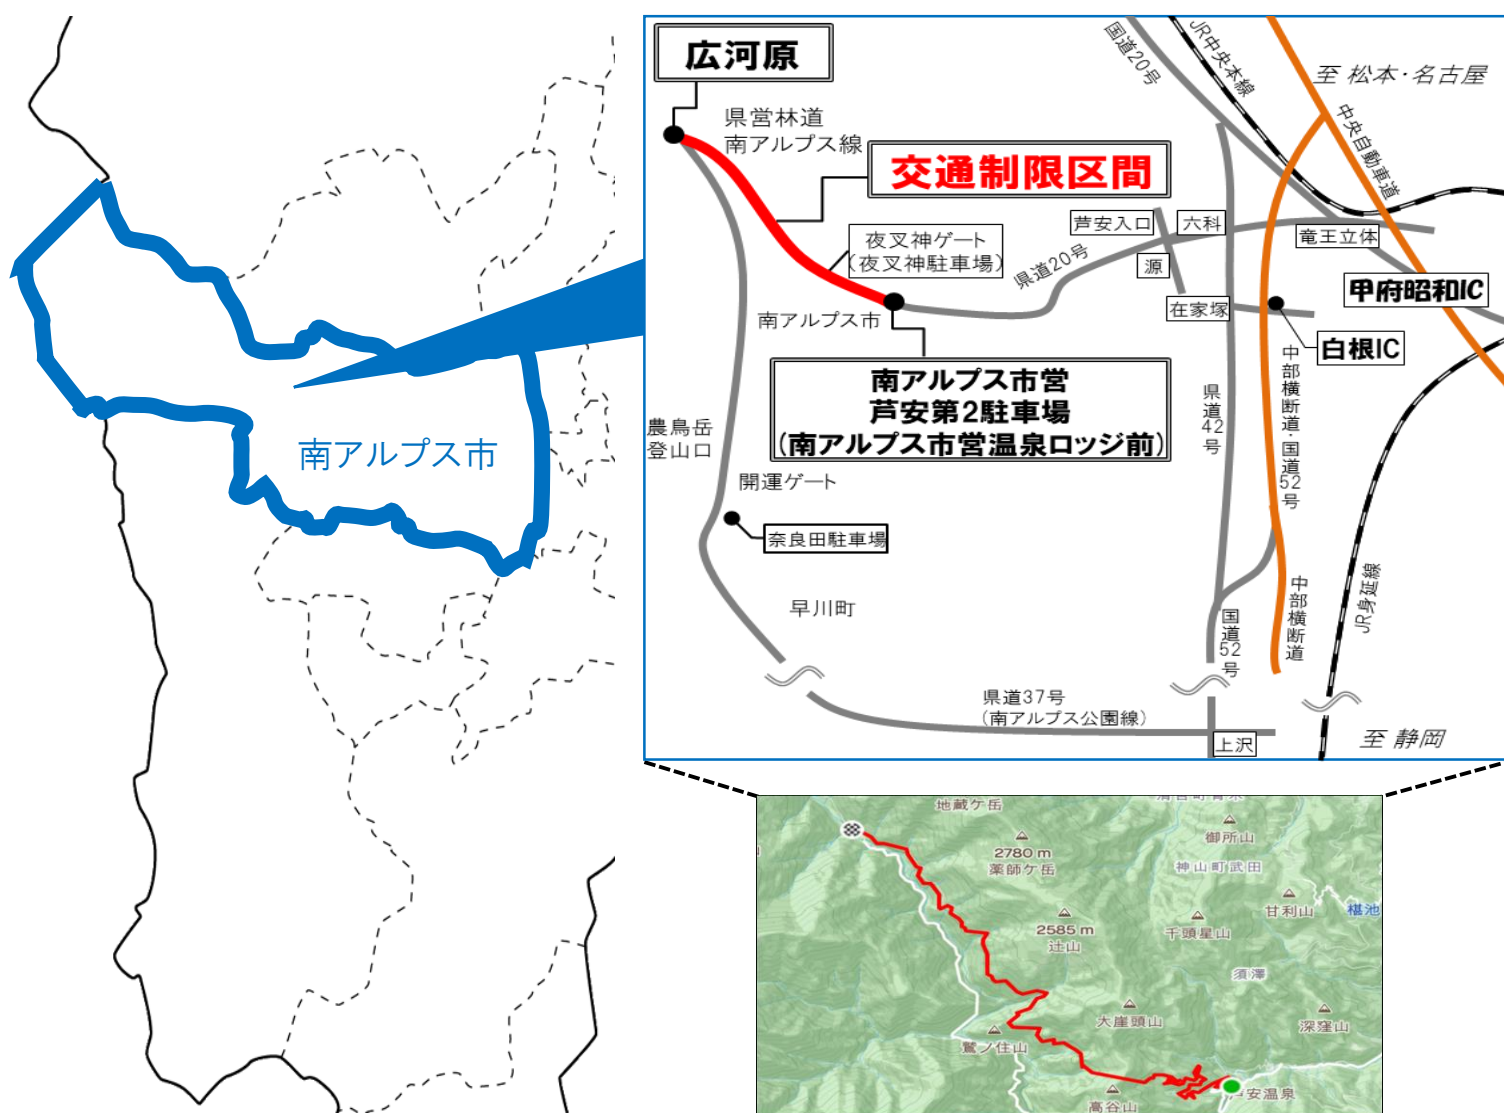 南アルプス市
広河原
県営林道
南アルプス線
交通制限区間
夜叉神ゲート
(夜叉神駐車場)
南アルプス市
南アルプス市営
芦安第2駐車場
(南アルプス市営温泉ロッジ前)
農鳥岳
登山口
開運ゲート
奈良田駐車場
早川町
県道37号
(南アルプス公園線)
県道20号
芦安入口
六科
源
在家塚
竜王立体
甲府昭和IC
白根IC
国道20号
JR中央本線
至 松本・名古屋
中央自動車道
県道42号
中部横断道・国道52号
中部横断道
国道52号
JR身延線
上沢
至 静岡
地蔵ケ岳
2780 m
薬師ケ岳
御所山
神山町武田
甘利山
椹池
2585 m
辻山
千頭星山
須澤
大崖頭山
深窪山
鷲ノ住山
高谷山
芦安温泉